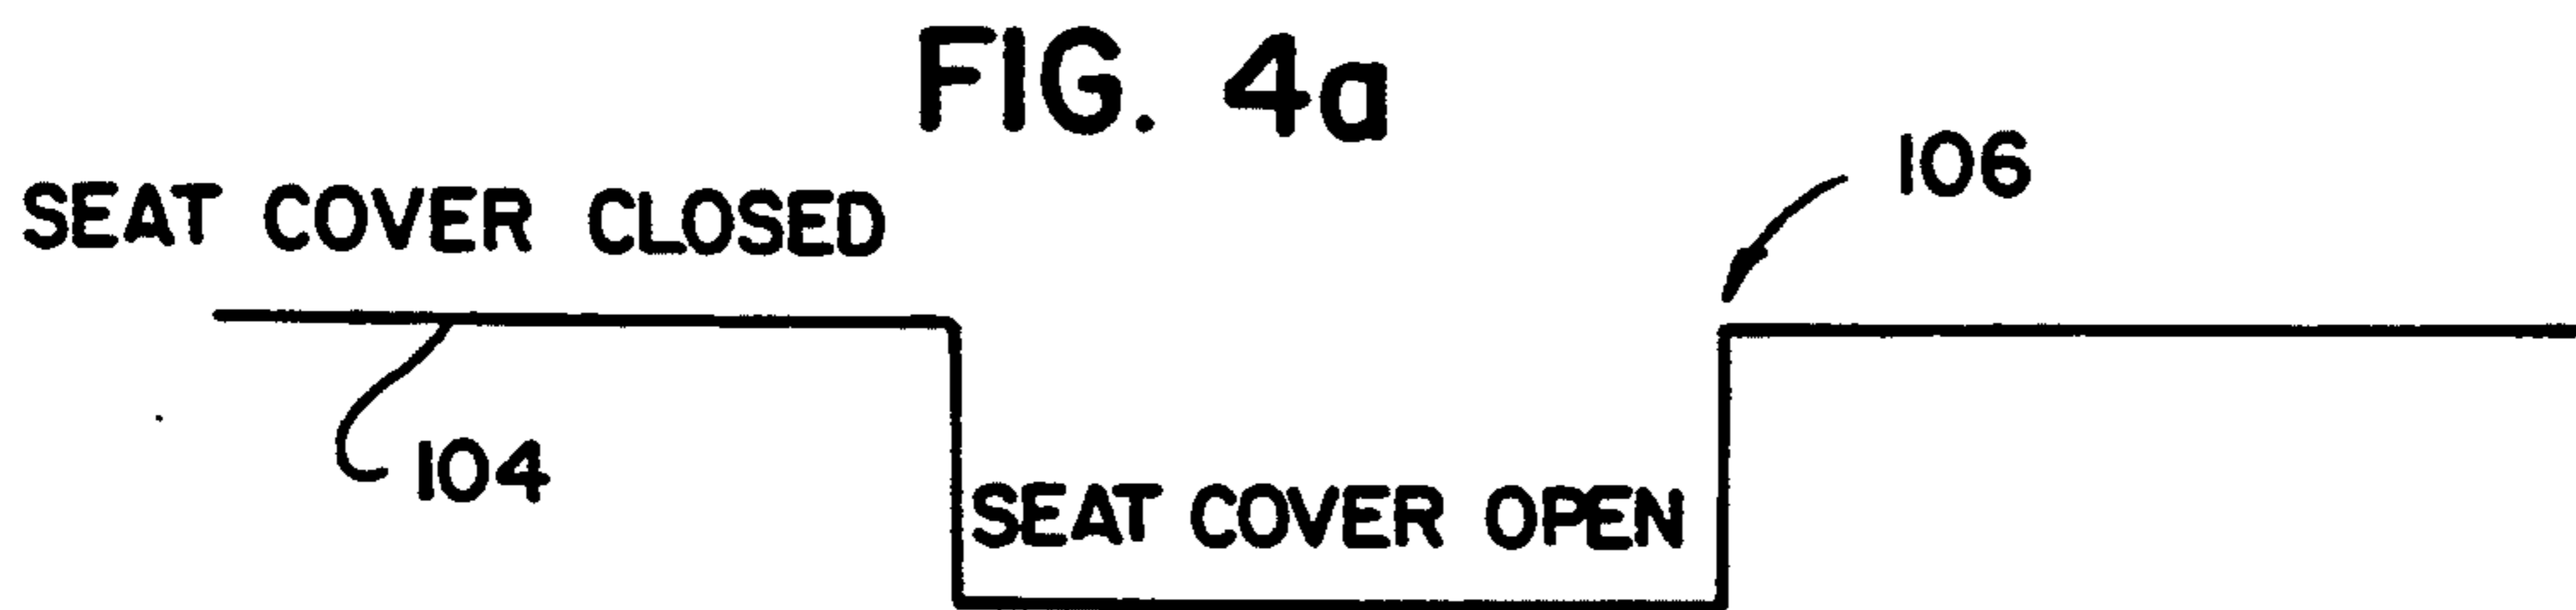 FIG. 4a
106
SEAT COVER CLOSED
104
SEAT COVER OPEN